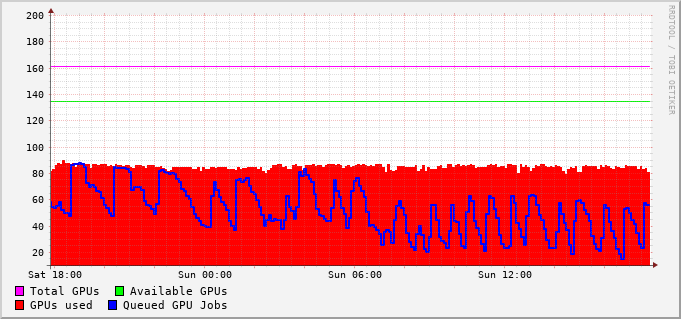 200
180
160
140
120
100
80
60
40
20
Sat 18:00 Sun 00:00 Sun 06:00 Sun 12:00
Total GPUs Available GPUs
GPUs used Queued GPU Jobs
RRDTOOL / TOBI OETIKER